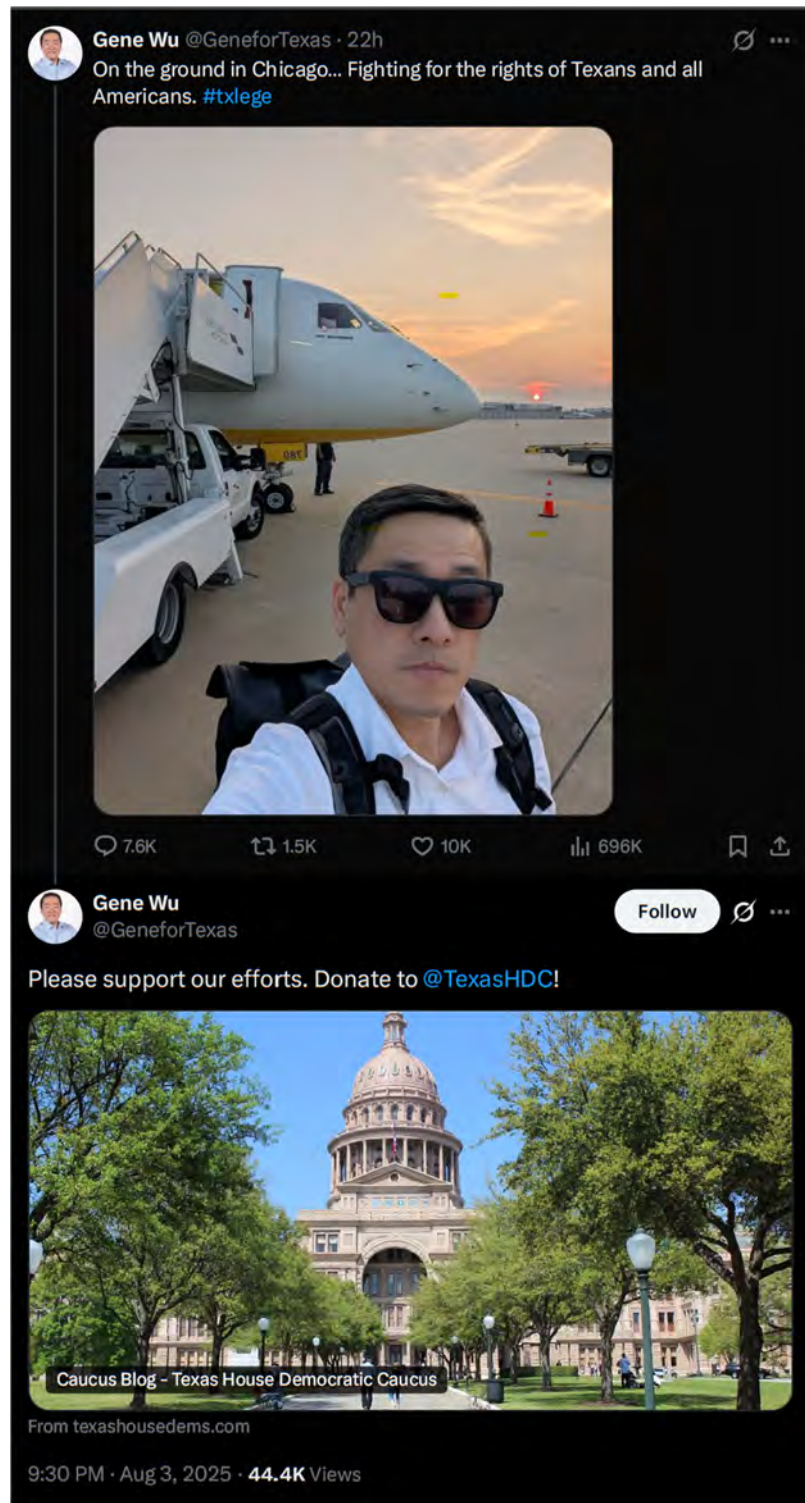 Gene Wu @GeneforTexas · 22h
On the ground in Chicago... Fighting for the rights of Texans and all
Americans. #txlege
7.6K 1.5K 10K 696K
Gene Wu
Follow
@GeneforTexas
Please support our efforts. Donate to @TexasHDC!
Caucus Blog - Texas House Democratic Caucus
From texashousedems.com
9:30 PM · Aug 3, 2025 · 44.4K Views